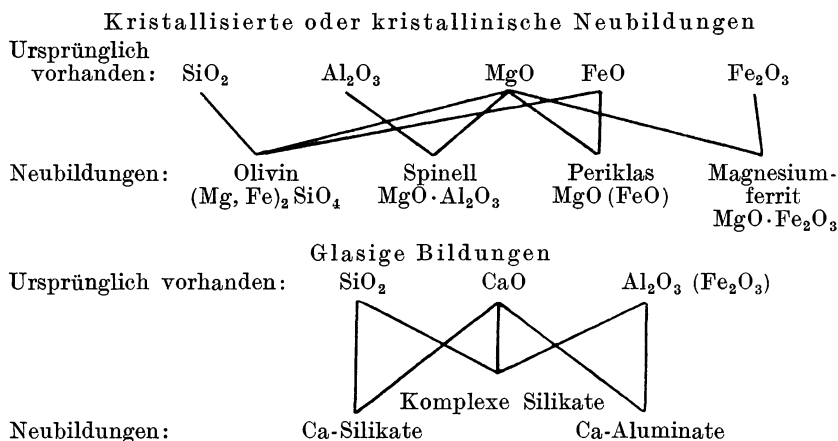 Kristallisierte oder kristallinische Neubildungen
Ursprünglich
vorhanden: SiO₂ Al₂O₃ MgO FeO Fe₂O₃
Neubildungen: Olivin Spinell Periklas Magnesium-
(Mg, Fe)₂ SiO₄ MgO·Al₂O₃ MgO (FeO) ferrit
MgO·Fe₂O₃
Glasige Bildungen
Ursprünglich vorhanden: SiO₂ CaO Al₂O₃ (Fe₂O₃)
Komplexe Silikate
Neubildungen: Ca-Silikate Ca-Aluminate